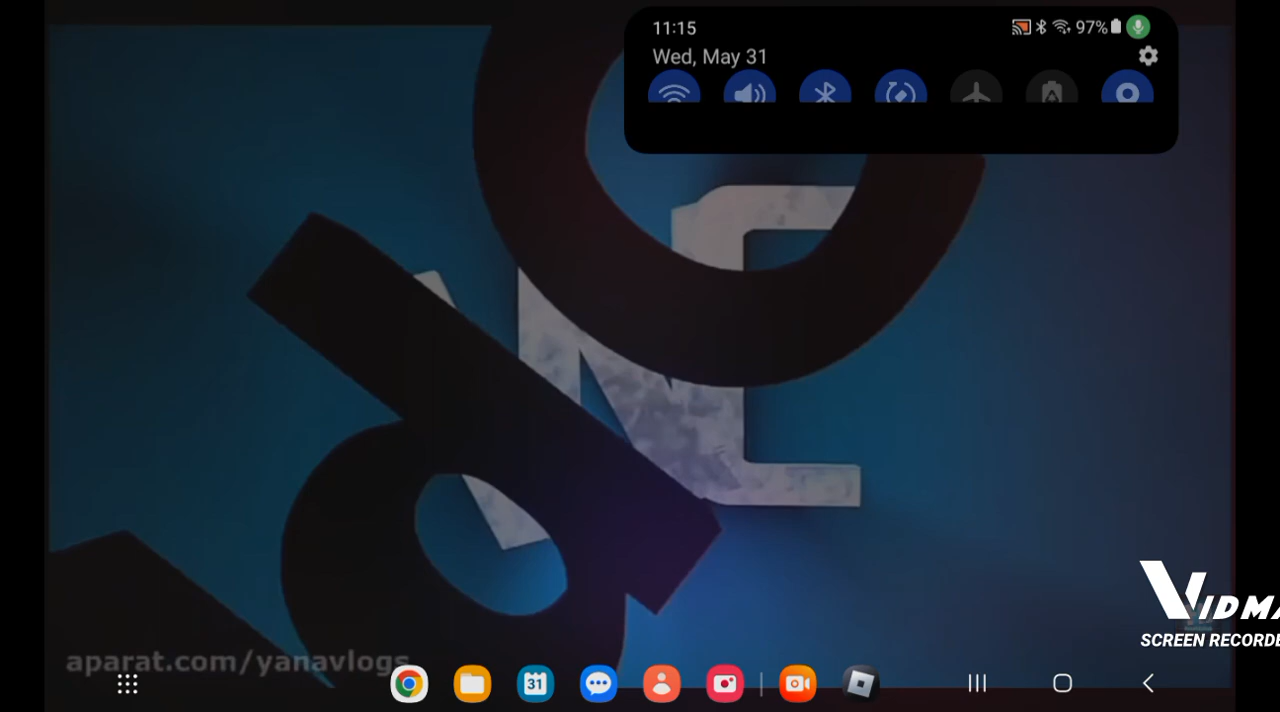 11:15
97%
Wed, May 31
VIDMA
SCREEN RECORDE
aparat.com/yanavlogs
31